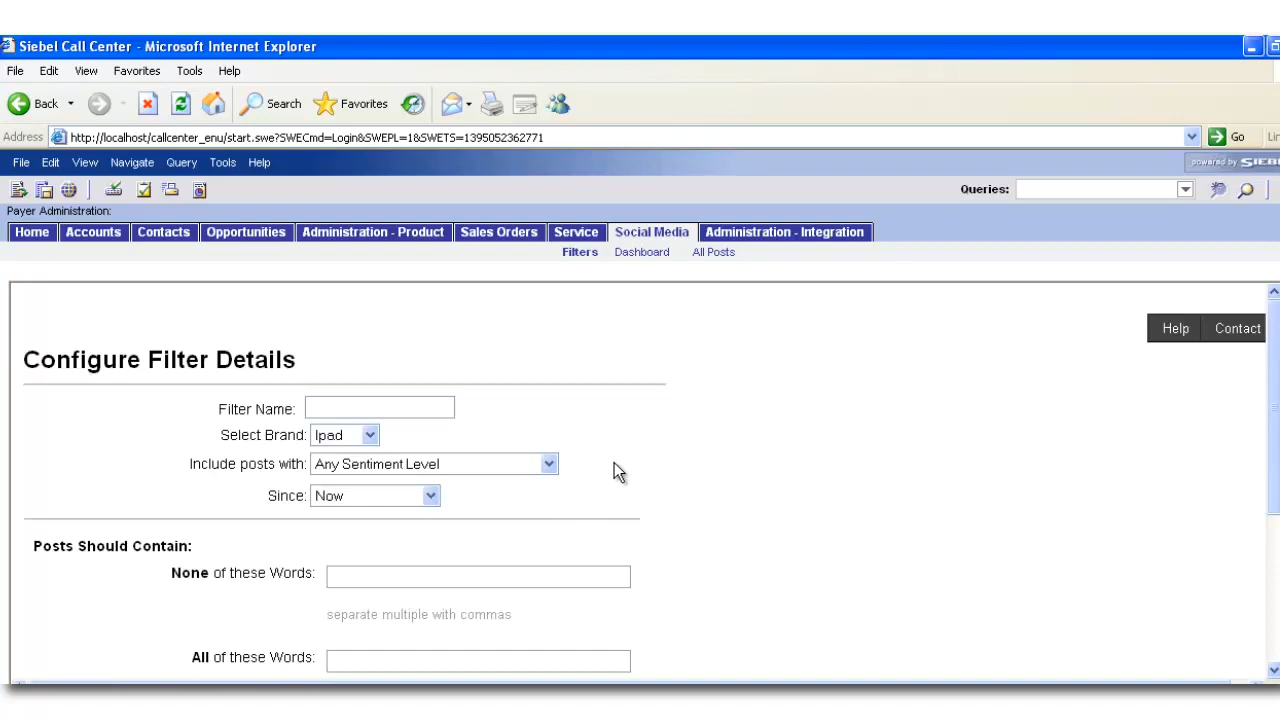 Siebel Call Center - Microsoft Internet Explorer
File Edit View Favorites Tools Help
Back Search Favorites
Address http://localhost/callcenter_enu/start.swe?SWECmd=Login&SWEPL=1&SWETS=1395052362771 Go
File Edit View Navigate Query Tools Help powered by
Queries:
Payer Administration:
Home Accounts Contacts Opportunities Administration - Product Sales Orders Service Social Media Administration - Integration
Filters Dashboard All Posts
Help Contact
Configure Filter Details
Filter Name:
Select Brand: Ipad
Include posts with: Any Sentiment Level
Since: Now
Posts Should Contain:
None of these Words:
separate multiple with commas
All of these Words: